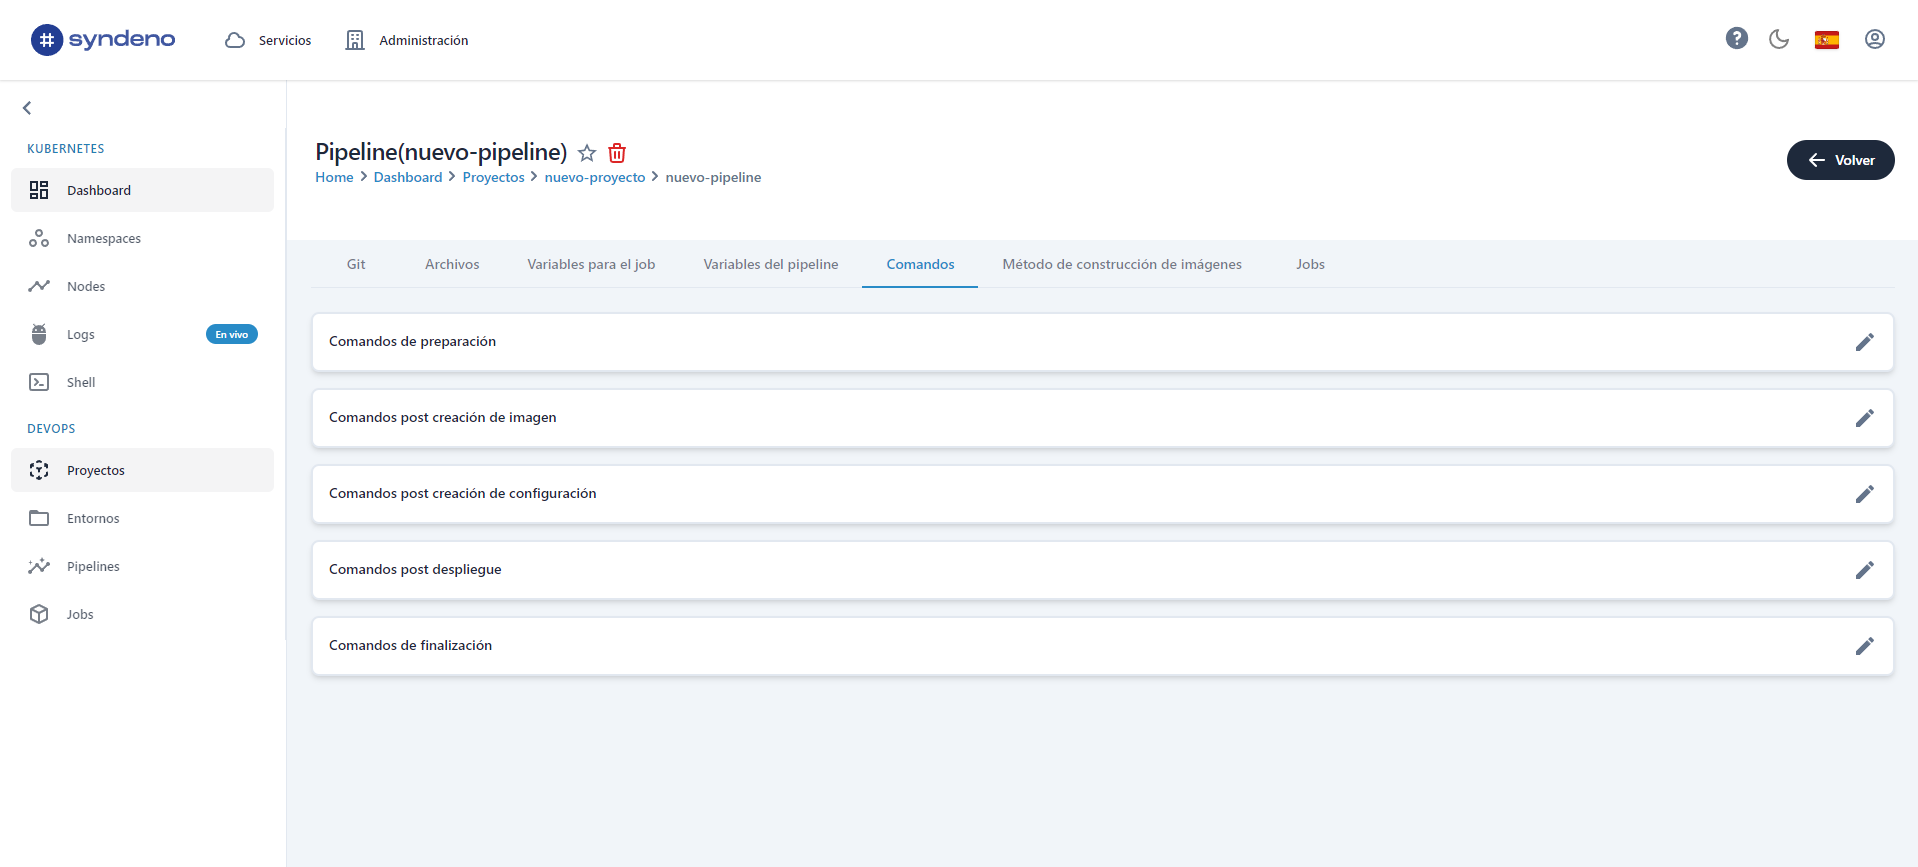 # syndeno
Servicios
Administración
KUBERNETES
Dashboard
Namespaces
Nodes
Logs
En vivo
Shell
DEVOPS
Proyectos
Entornos
Pipelines
Jobs
Pipeline(nuevo-pipeline)
Home > Dashboard > Proyectos > nuevo-proyecto > nuevo-pipeline
Volver
Git
Archivos
Variables para el job
Variables del pipeline
Comandos
Método de construcción de imágenes
Jobs
Comandos de preparación
Comandos post creación de imagen
Comandos post creación de configuración
Comandos post despliegue
Comandos de finalización